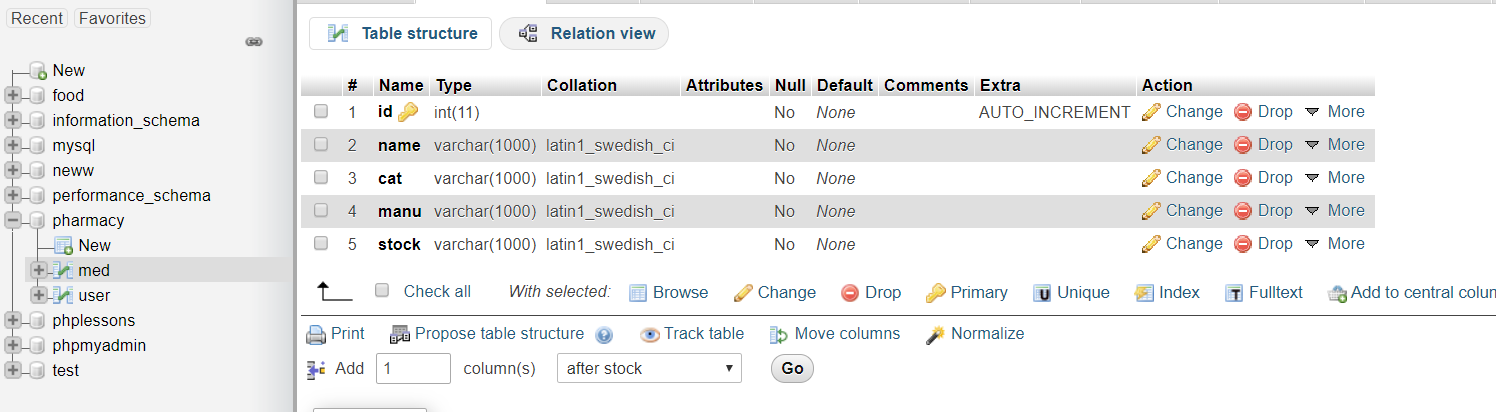 Recent Favorites
New
food
information_schema
mysql
neww
performance_schema
pharmacy
New
med
user
phplessons
phpmyadmin
test
Table structure Relation view
# Name Type Collation Attributes Null Default Comments Extra Action
1 id int(11) No None AUTO_INCREMENT Change Drop More
2 name varchar(1000) latin1_swedish_ci No None Change Drop More
3 cat varchar(1000) latin1_swedish_ci No None Change Drop More
4 manu varchar(1000) latin1_swedish_ci No None Change Drop More
5 stock varchar(1000) latin1_swedish_ci No None Change Drop More
Check all With selected: Browse Change Drop Primary Unique Index Fulltext Add to central colum
Print Propose table structure Track table Move columns Normalize
Add 1 column(s) after stock Go